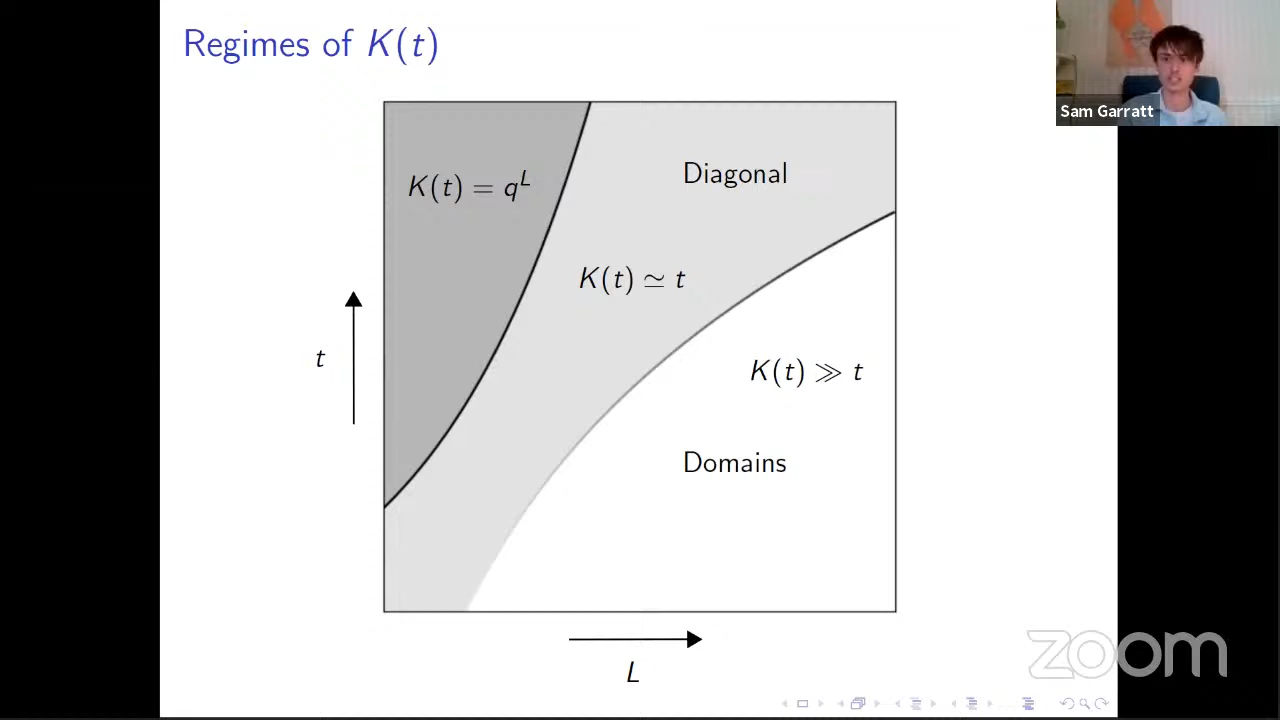 Regimes of K(t)
Sam Garratt
K(t) = q^L
Diagonal
K(t) ≃ t
t
K(t) ≫ t
Domains
L
zoom